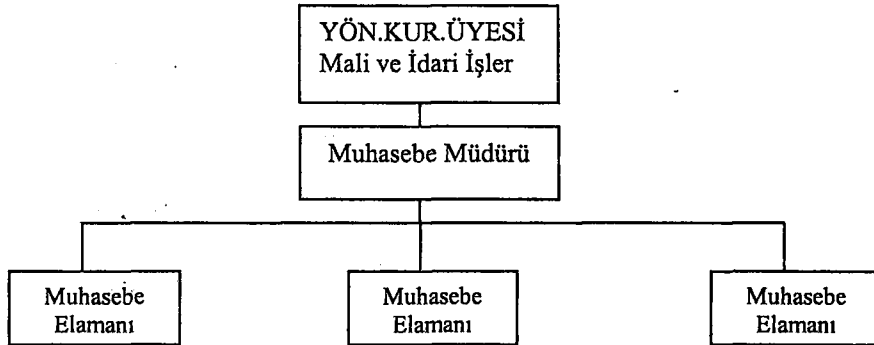 YÖN.KUR.ÜYESİ
Mali ve İdari İşler
Muhasebe Müdürü
Muhasebe
Elamanı
Muhasebe
Elamanı
Muhasebe
Elamanı